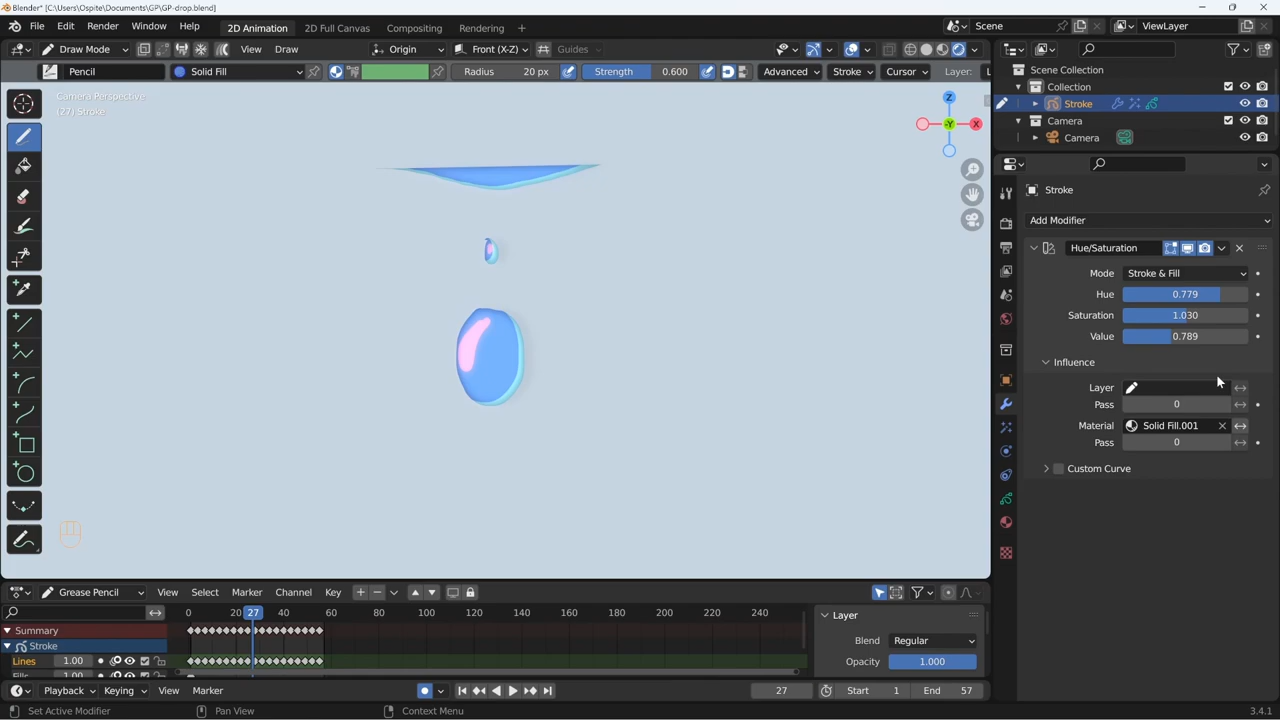 Blender* [C:\Users\Ospite\Documents\GP\GP-drop.blend]
File Edit Render Window Help 2D Animation 2D Full Canvas Compositing Rendering Scene ViewLayer
Draw Mode View Draw Origin Front (X-Z) Guides
Pencil Solid Fill Radius 20 px Strength 0.600 Advanced Stroke Cursor Layer:
Camera Perspective
(27) Stroke
Z
X
-Y
Scene Collection
Collection
Stroke
Camera
Camera
Stroke
Add Modifier
Hue/Saturation
Mode Stroke & Fill
Hue 0.779
Saturation 1.030
Value 0.789
Influence
Layer
Pass 0
Material Solid Fill.001
Pass 0
Custom Curve
Grease Pencil View Select Marker Channel Key
0 20 27 40 60 80 100 120 140 160 180 200 220 240
Summary
Stroke
Lines 1.00
Layer
Blend Regular
Opacity 1.000
Playback Keying View Marker 27 Start 1 End 57
Set Active Modifier Pan View Context Menu 3.4.1